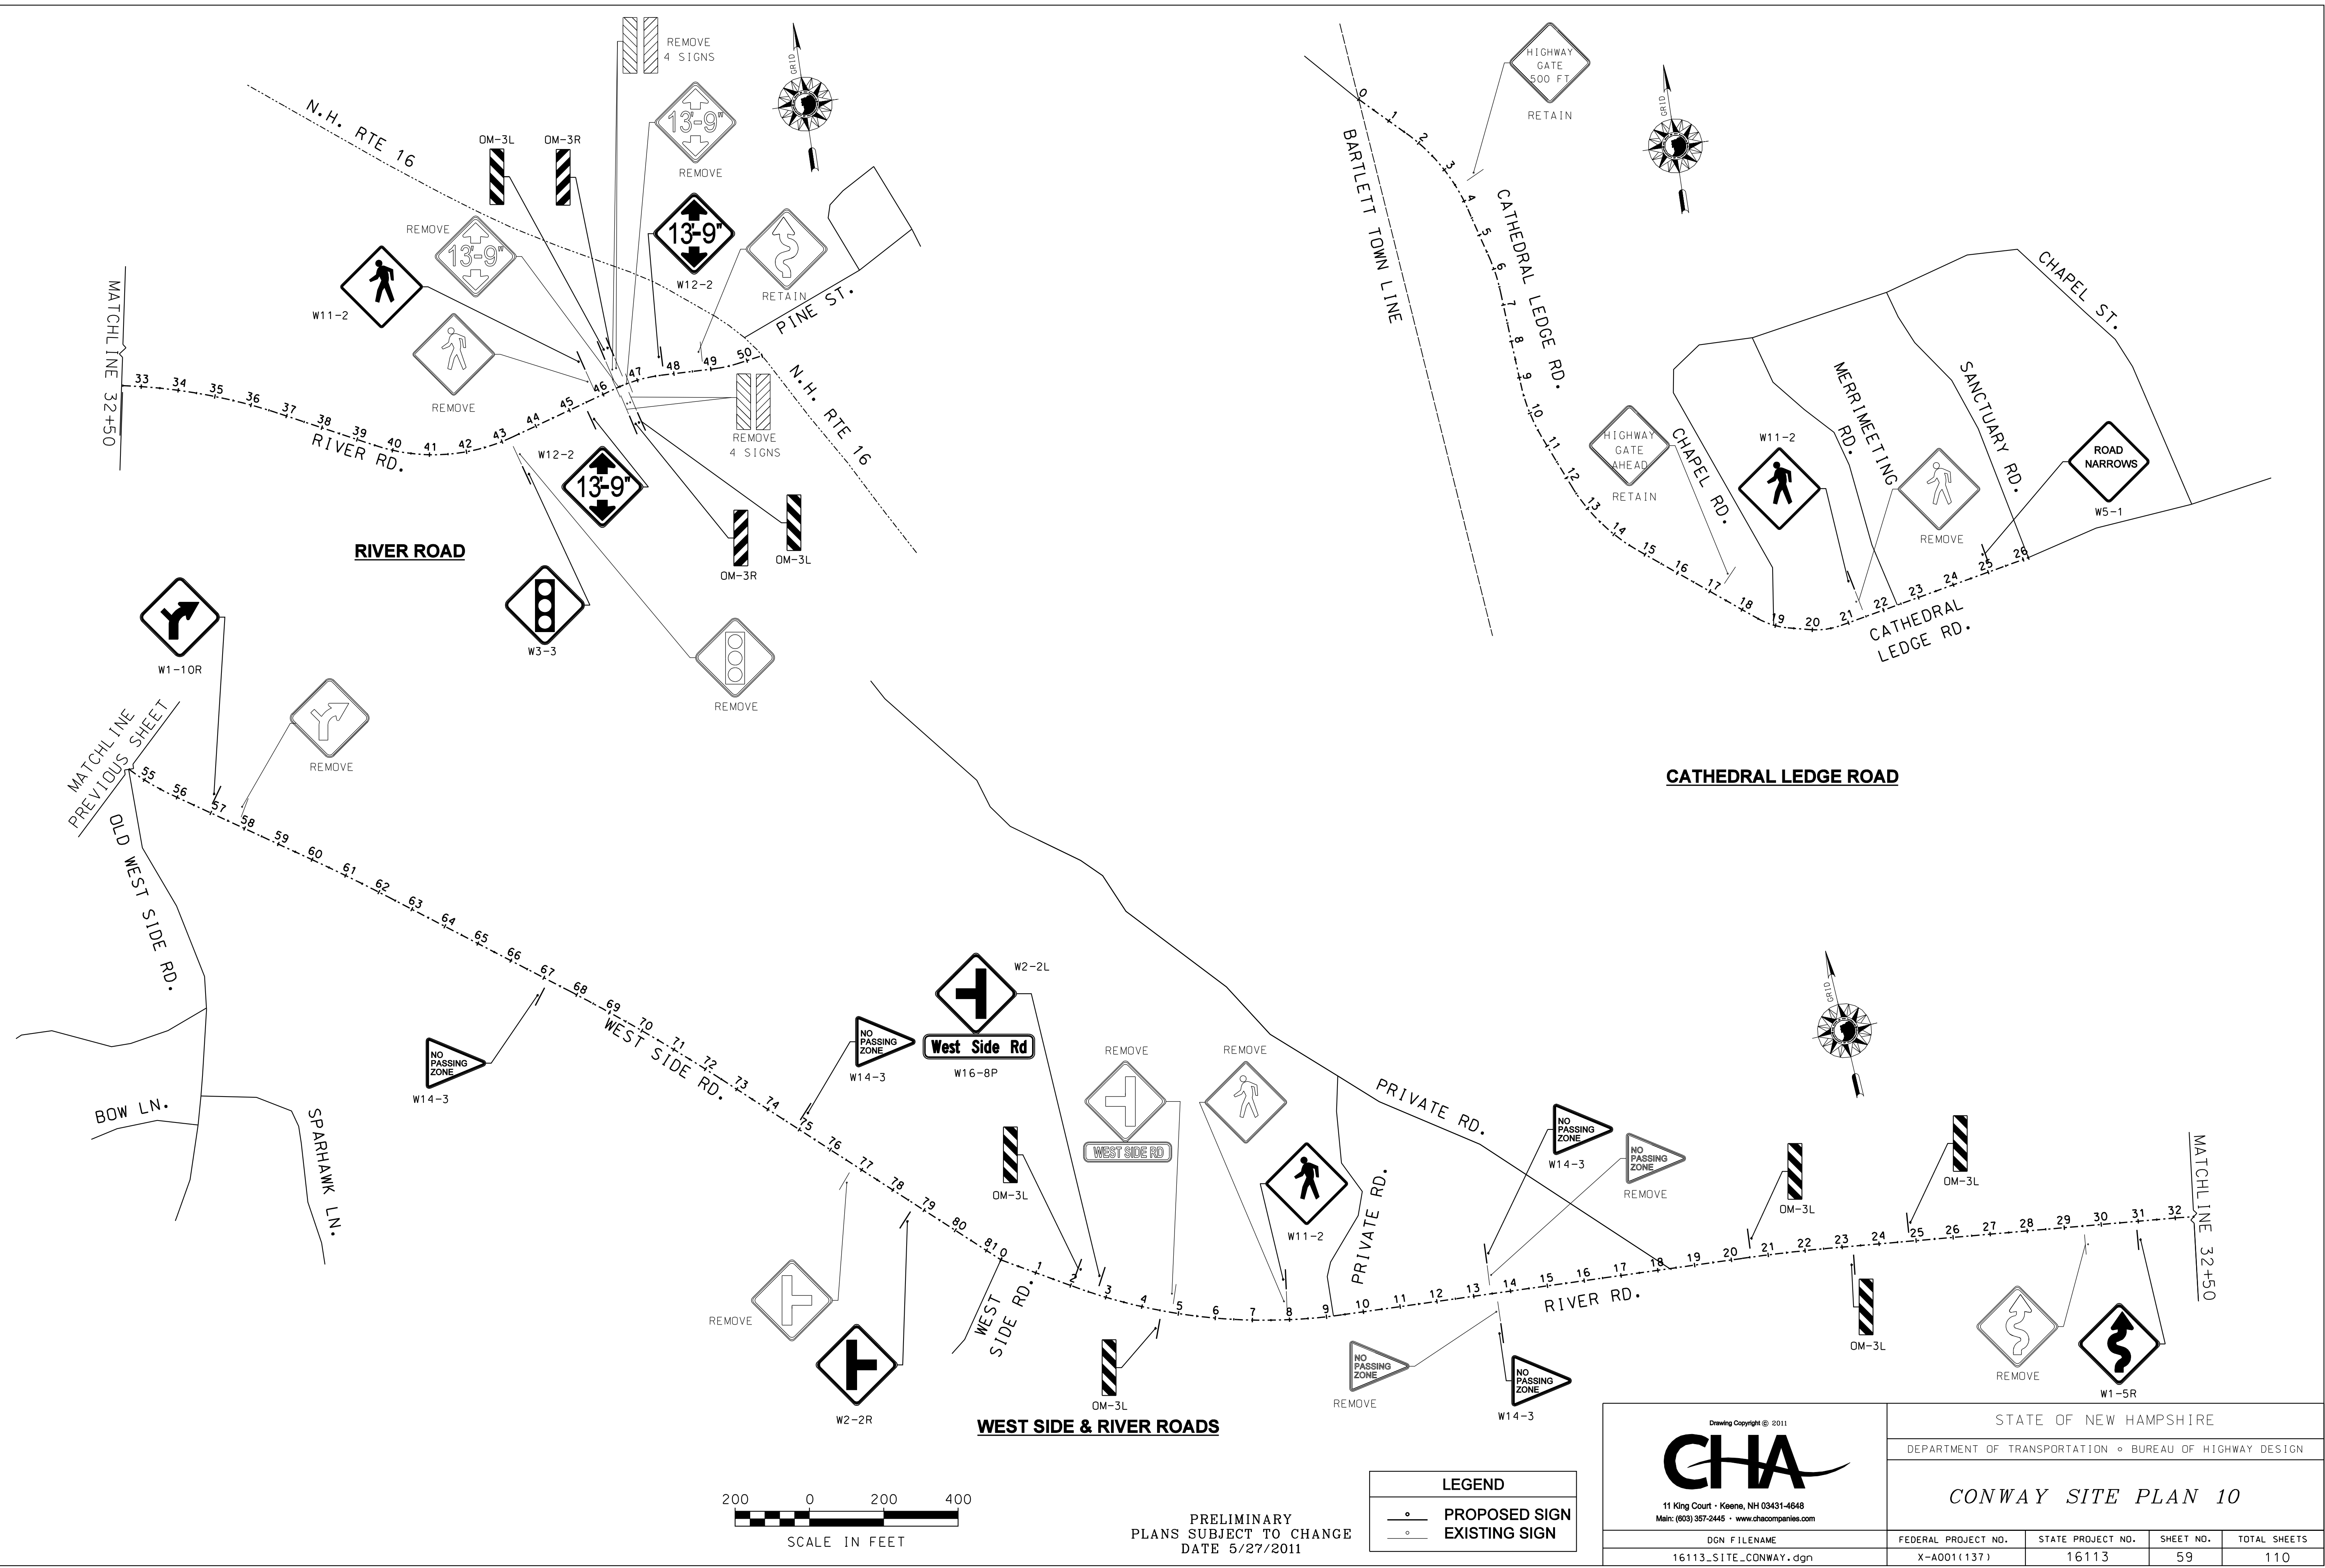 REMOVE
4 SIGNS
GRID
N.H. RTE 16
13'-9"
REMOVE
OM-3L
OM-3R
13'-9"
W12-2
REMOVE
13'-9"
RETAIN
PINE ST.
W11-2
REMOVE
MATCHLINE 32+50
33
34
35
36
37
38
39
40
41
42
43
44
45
46
47
48
49
50
RIVER RD.
N.H. RTE 16
REMOVE
4 SIGNS
W12-2
13'-9"
OM-3R
OM-3L
RIVER ROAD
W3-3
REMOVE
HIGHWAY
GATE
500 FT
RETAIN
GRID
BARTLETT TOWN LINE
0
1
2
3
4
5
6
7
8
9
10
11
12
13
14
15
16
17
18
19
20
21
22
23
24
25
26
CATHEDRAL LEDGE RD.
CHAPEL ST.
HIGHWAY
GATE
AHEAD
RETAIN
CHAPEL RD.
W11-2
MERRIMEETING
RD.
SANCTUARY RD.
REMOVE
ROAD
NARROWS
W5-1
CATHEDRAL
LEDGE RD.
CATHEDRAL LEDGE ROAD
W1-10R
REMOVE
MATCHLINE
PREVIOUS SHEET
OLD WEST SIDE RD.
BOW LN.
SPARHAWK LN.
55
56
57
58
59
60
61
62
63
64
65
66
67
68
69
70
71
72
73
74
75
76
77
78
79
80
81
WEST SIDE RD.
NO
PASSING
ZONE
W14-3
NO
PASSING
ZONE
W14-3
W2-2L
West Side Rd
W16-8P
REMOVE
WEST SIDE RD
REMOVE
OM-3L
W11-2
PRIVATE RD.
PRIVATE RD.
NO
PASSING
ZONE
W14-3
NO
PASSING
ZONE
REMOVE
GRID
OM-3L
OM-3L
MATCHLINE 32+50
0
1
2
3
4
5
6
7
8
9
10
11
12
13
14
15
16
17
18
19
20
21
22
23
24
25
26
27
28
29
30
31
32
RIVER RD.
WEST
SIDE RD.
REMOVE
W2-2R
OM-3L
NO
PASSING
ZONE
REMOVE
NO
PASSING
ZONE
W14-3
OM-3L
REMOVE
W1-5R
WEST SIDE & RIVER ROADS
200 0 200 400
SCALE IN FEET
PRELIMINARY
PLANS SUBJECT TO CHANGE
DATE 5/27/2011
LEGEND
PROPOSED SIGN
EXISTING SIGN
Drawing Copyright © 2011
CHA
11 King Court • Keene, NH 03431-4648
Main: (603) 357-2445 • www.chacompanies.com
STATE OF NEW HAMPSHIRE
DEPARTMENT OF TRANSPORTATION ∘ BUREAU OF HIGHWAY DESIGN
CONWAY SITE PLAN 10
DGN FILENAME
16113_SITE_CONWAY.dgn
FEDERAL PROJECT NO.
X-A001(137)
STATE PROJECT NO.
16113
SHEET NO.
59
TOTAL SHEETS
110